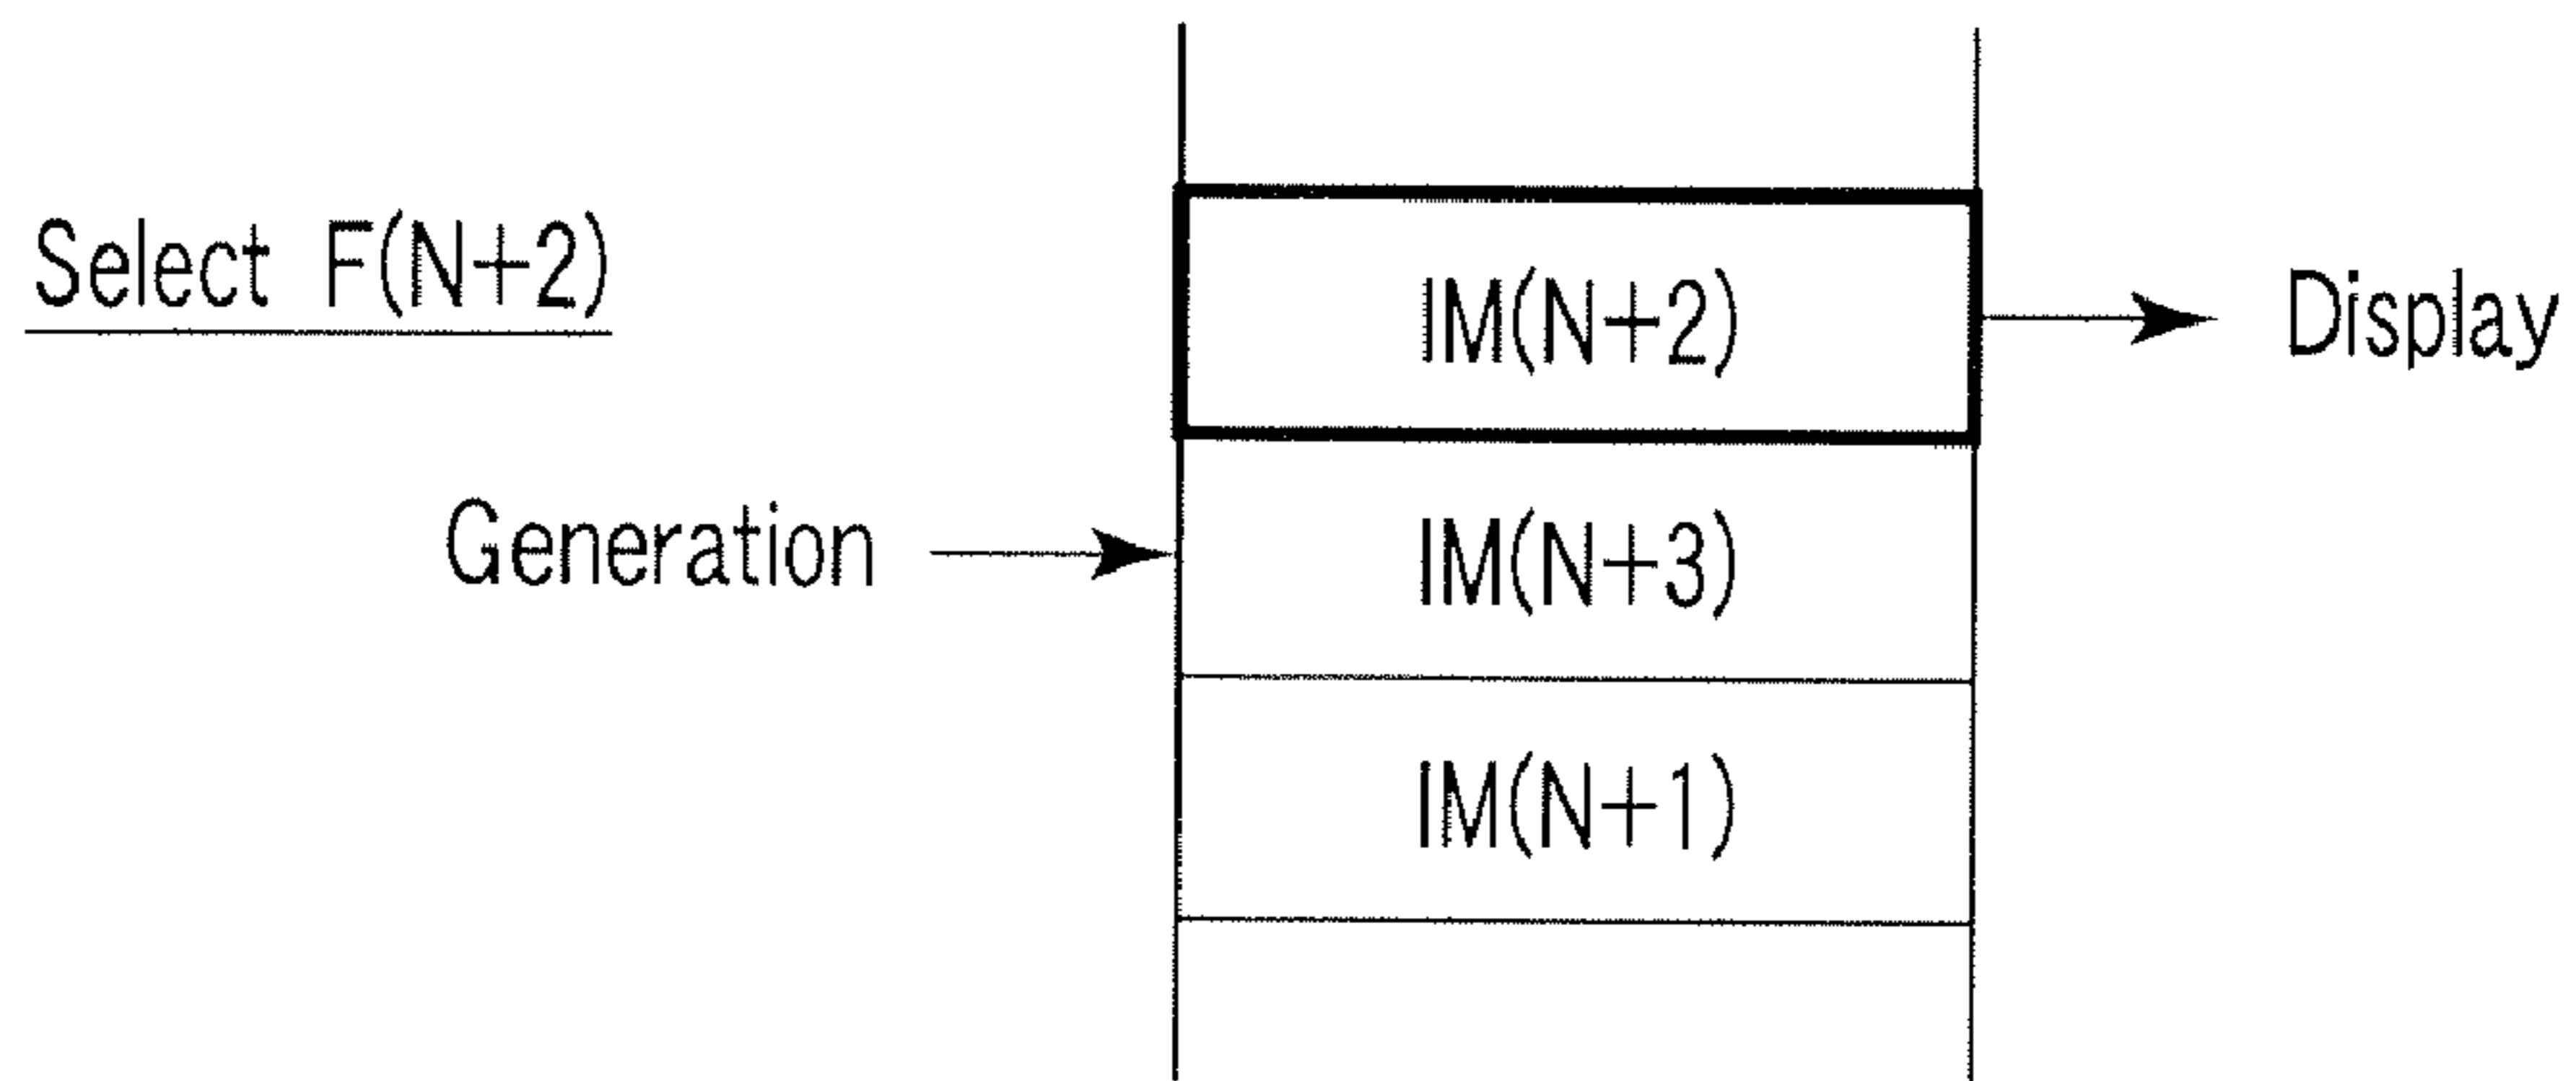 Select F(N+2)
IM(N+2)
Display
Generation
IM(N+3)
IM(N+1)